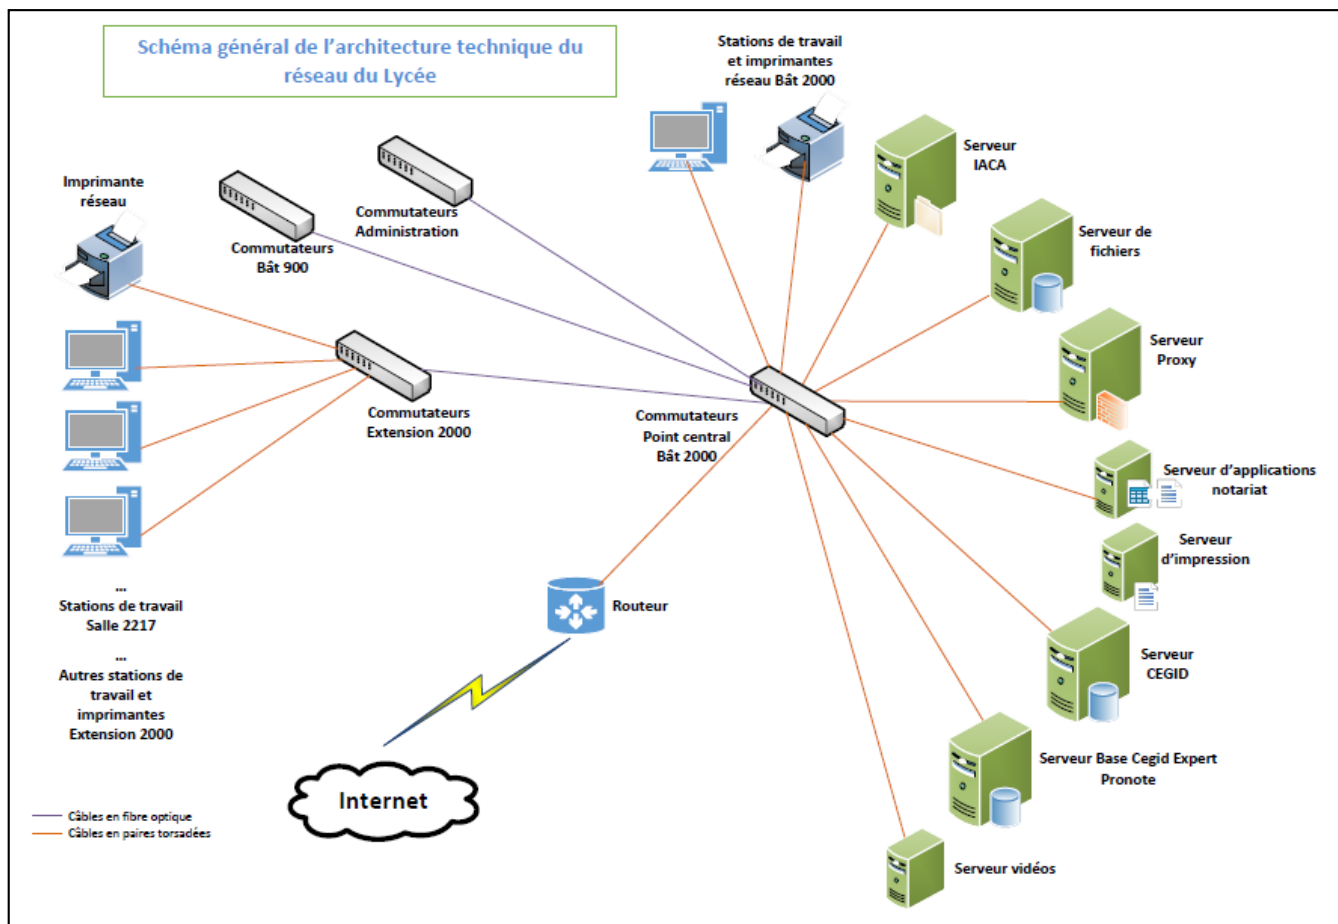 Schéma général de l'architecture technique du
réseau du Lycée
Stations de travail
et imprimantes
réseau Bât 2000
Serveur
IACA
Imprimante
réseau
Commutateurs
Administration
Commutateurs
Bât 900
Serveur de
fichiers
Serveur
Proxy
Commutateurs
Extension 2000
Commutateurs
Point central
Bât 2000
Serveur d'applications
notariat
Serveur
d'impression
...
Stations de travail
Salle 2217
...
Autres stations de
travail et
imprimantes
Extension 2000
Routeur
Serveur
CEGID
Serveur Base Cegid Expert
Pronote
Internet
Câbles en fibre optique
Câbles en paires torsadées
Serveur vidéos